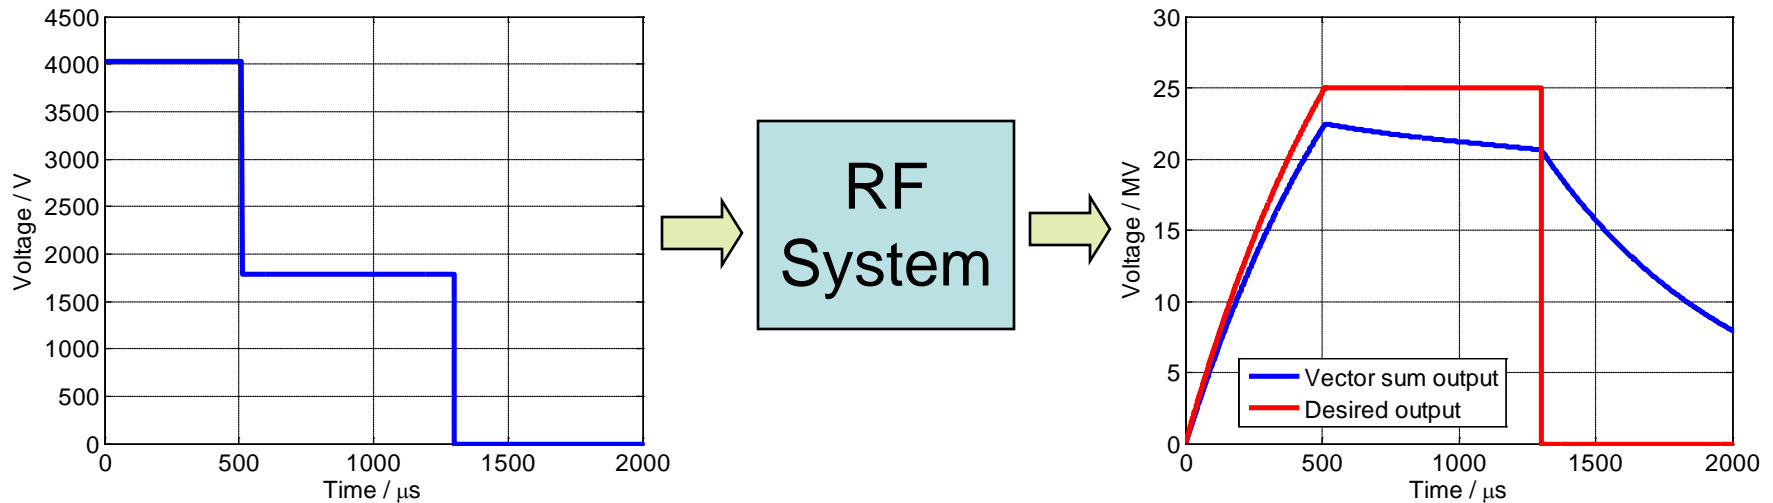 4500
4000
3500
3000
2500
2000
1500
1000
500
0
Voltage / V
0 500 1000 1500 2000
Time / μs
RF
System
30
25
20
15
10
5
0
Voltage / MV
Vector sum output
Desired output
0 500 1000 1500 2000
Time / μs